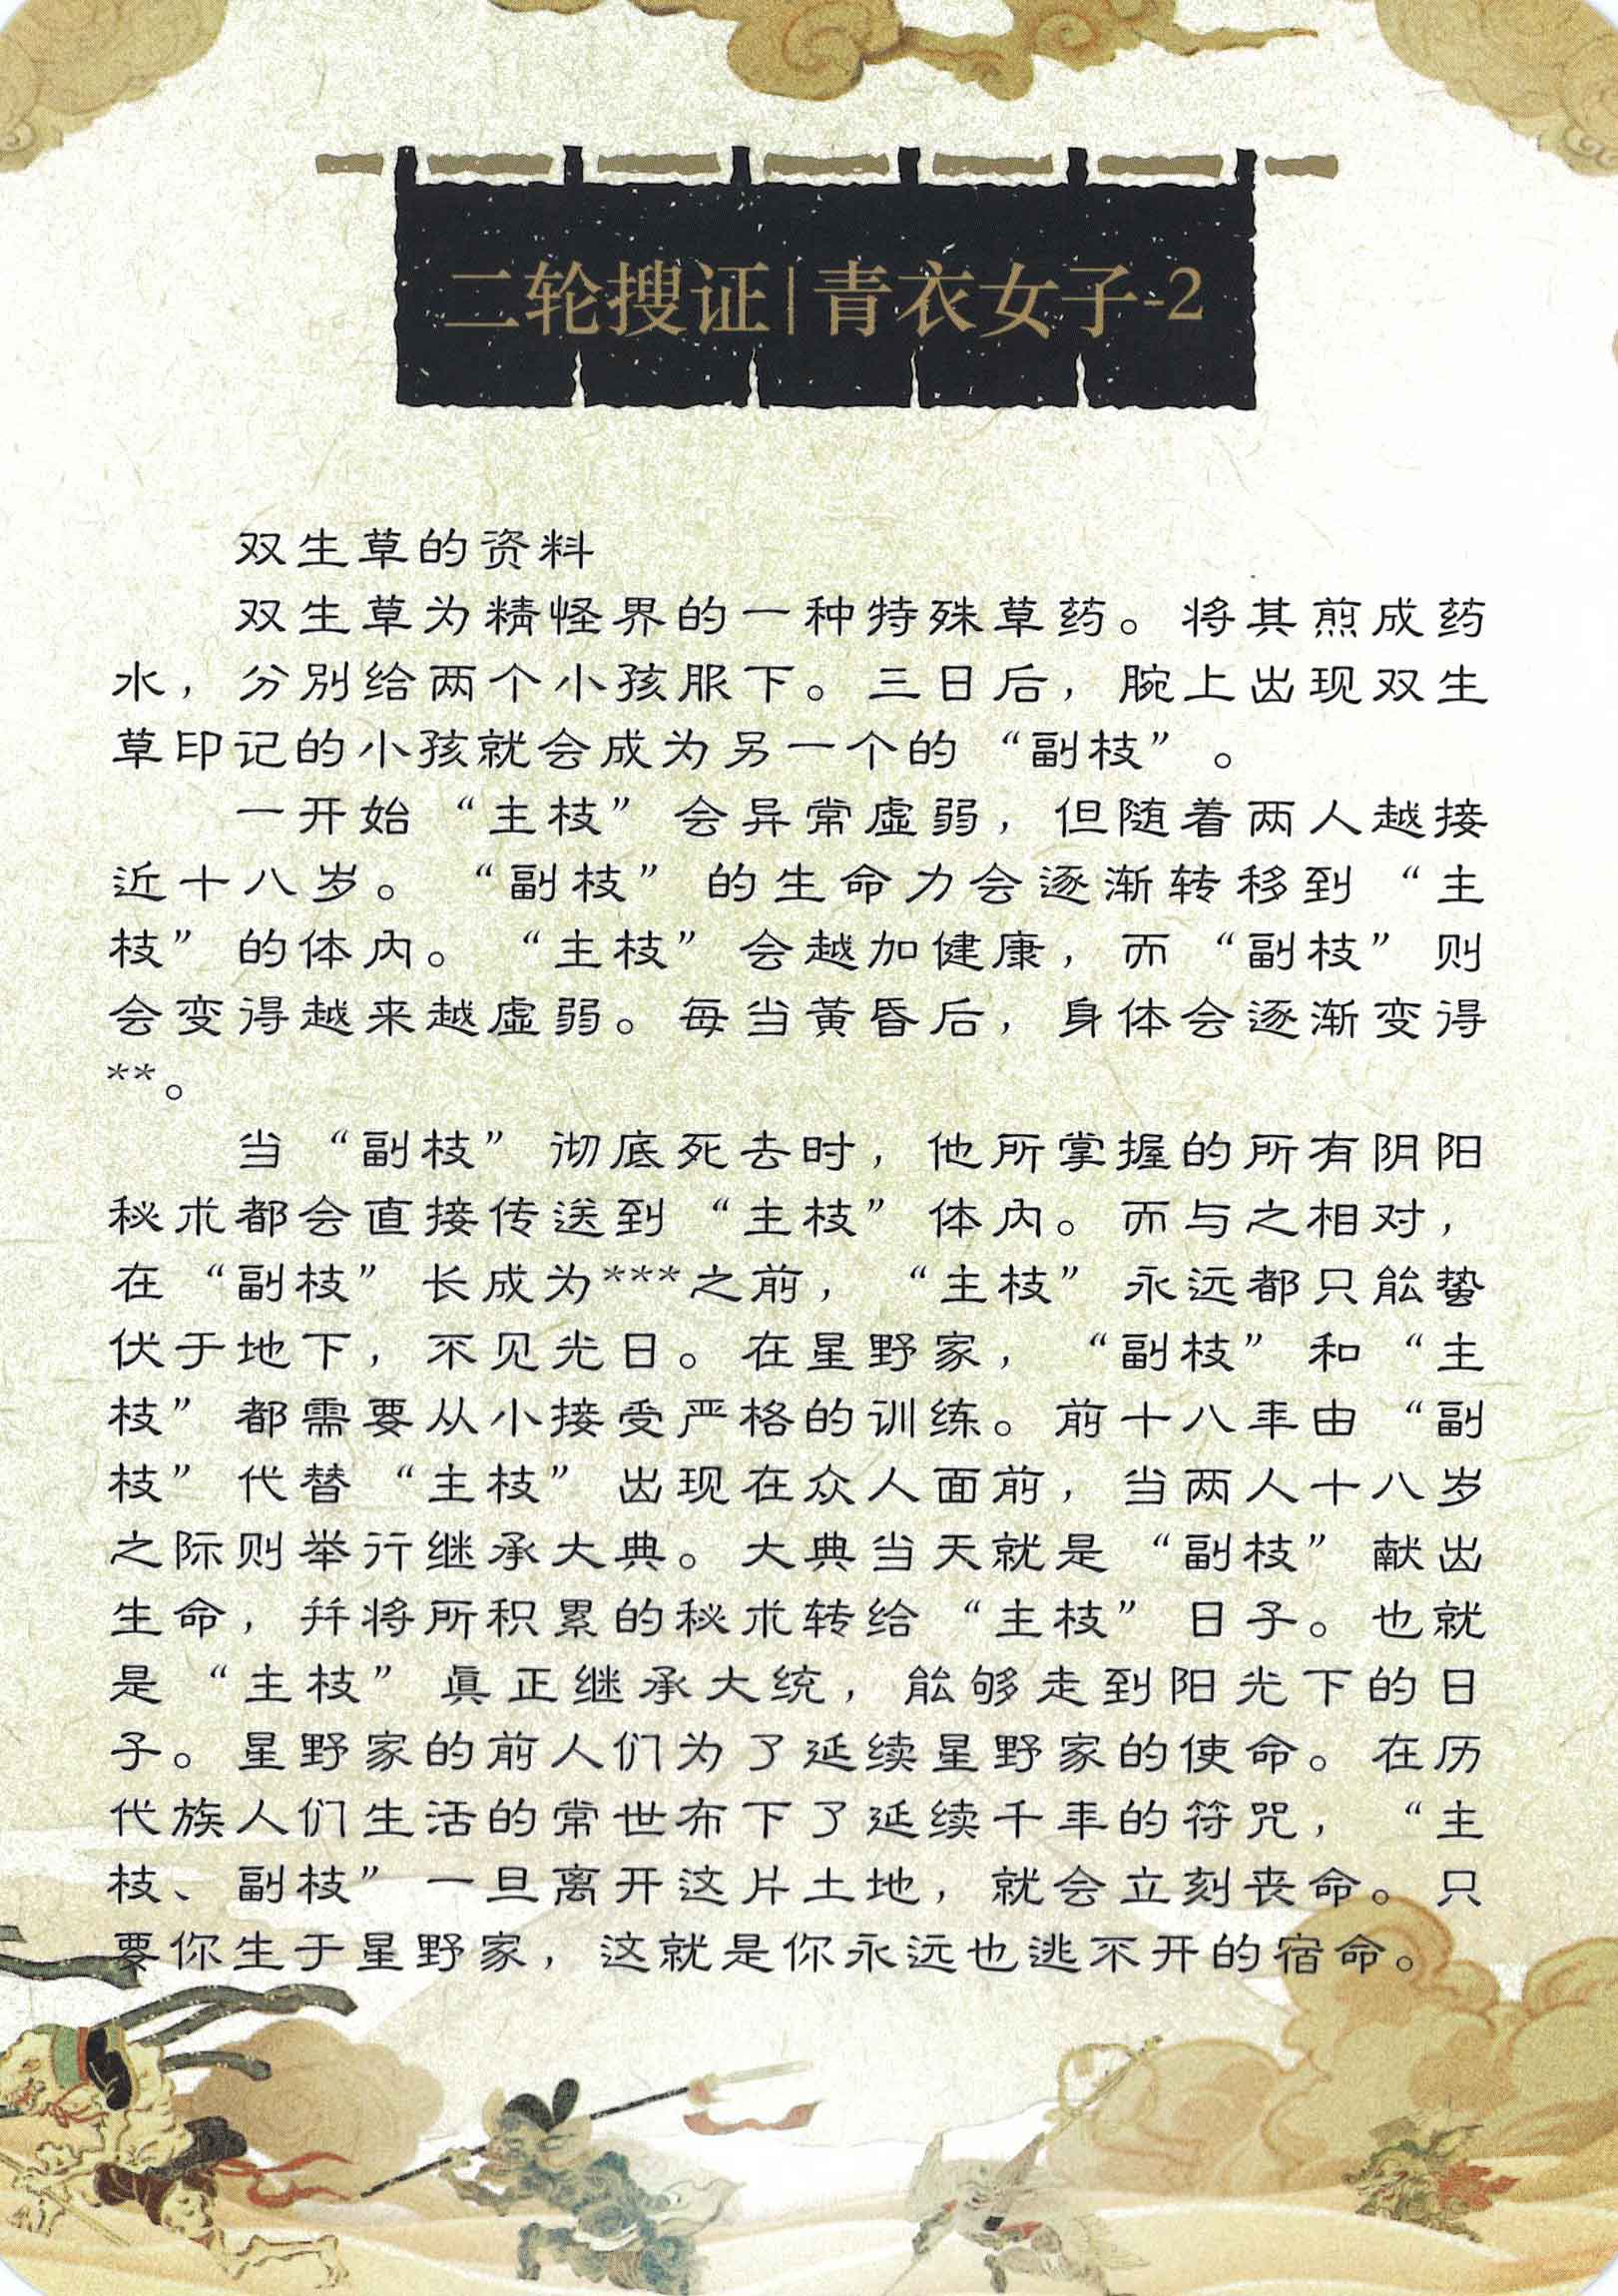 二轮搜证|青衣女子-2
双生草的资料
双生草为精怪界的一种特殊草药。将其煎成药
水，分别给两个小孩服下。三日后，腕上出现双生
草印记的小孩就会成为另一个的“副枝”。
一开始“主枝”会异常虚弱，但随着两人越接
近十八岁。“副枝”的生命力会逐渐转移到“主
枝”的体内。“主枝”会越加健康，而“副枝”则
会变得越来越虚弱。每当黄昏后，身体会逐渐变得
**。
当“副枝”彻底死去时，他所掌握的所有阴阳
秘术都会直接传送到“主枝”体内。而与之相对，
在“副枝”长成为***之前，“主枝”永远都只能蛰
伏于地下，不见光日。在星野家，“副枝”和“主
枝”都需要从小接受严格的训练。前十八年由“副
枝”代替“主枝”出现在众人面前，当两人十八岁
之际则举行继承大典。大典当天就是“副枝”献出
生命，并将所积累的秘术转给“主枝”日子。也就
是“主枝”真正继承大统，能够走到阳光下的日
子。星野家的前人们为了延续星野家的使命。在历
代族人们生活的常世布下了延续千年的符咒，“主
枝、副枝”一旦离开这片土地，就会立刻丧命。只
要你生于星野家，这就是你永远也逃不开的宿命。